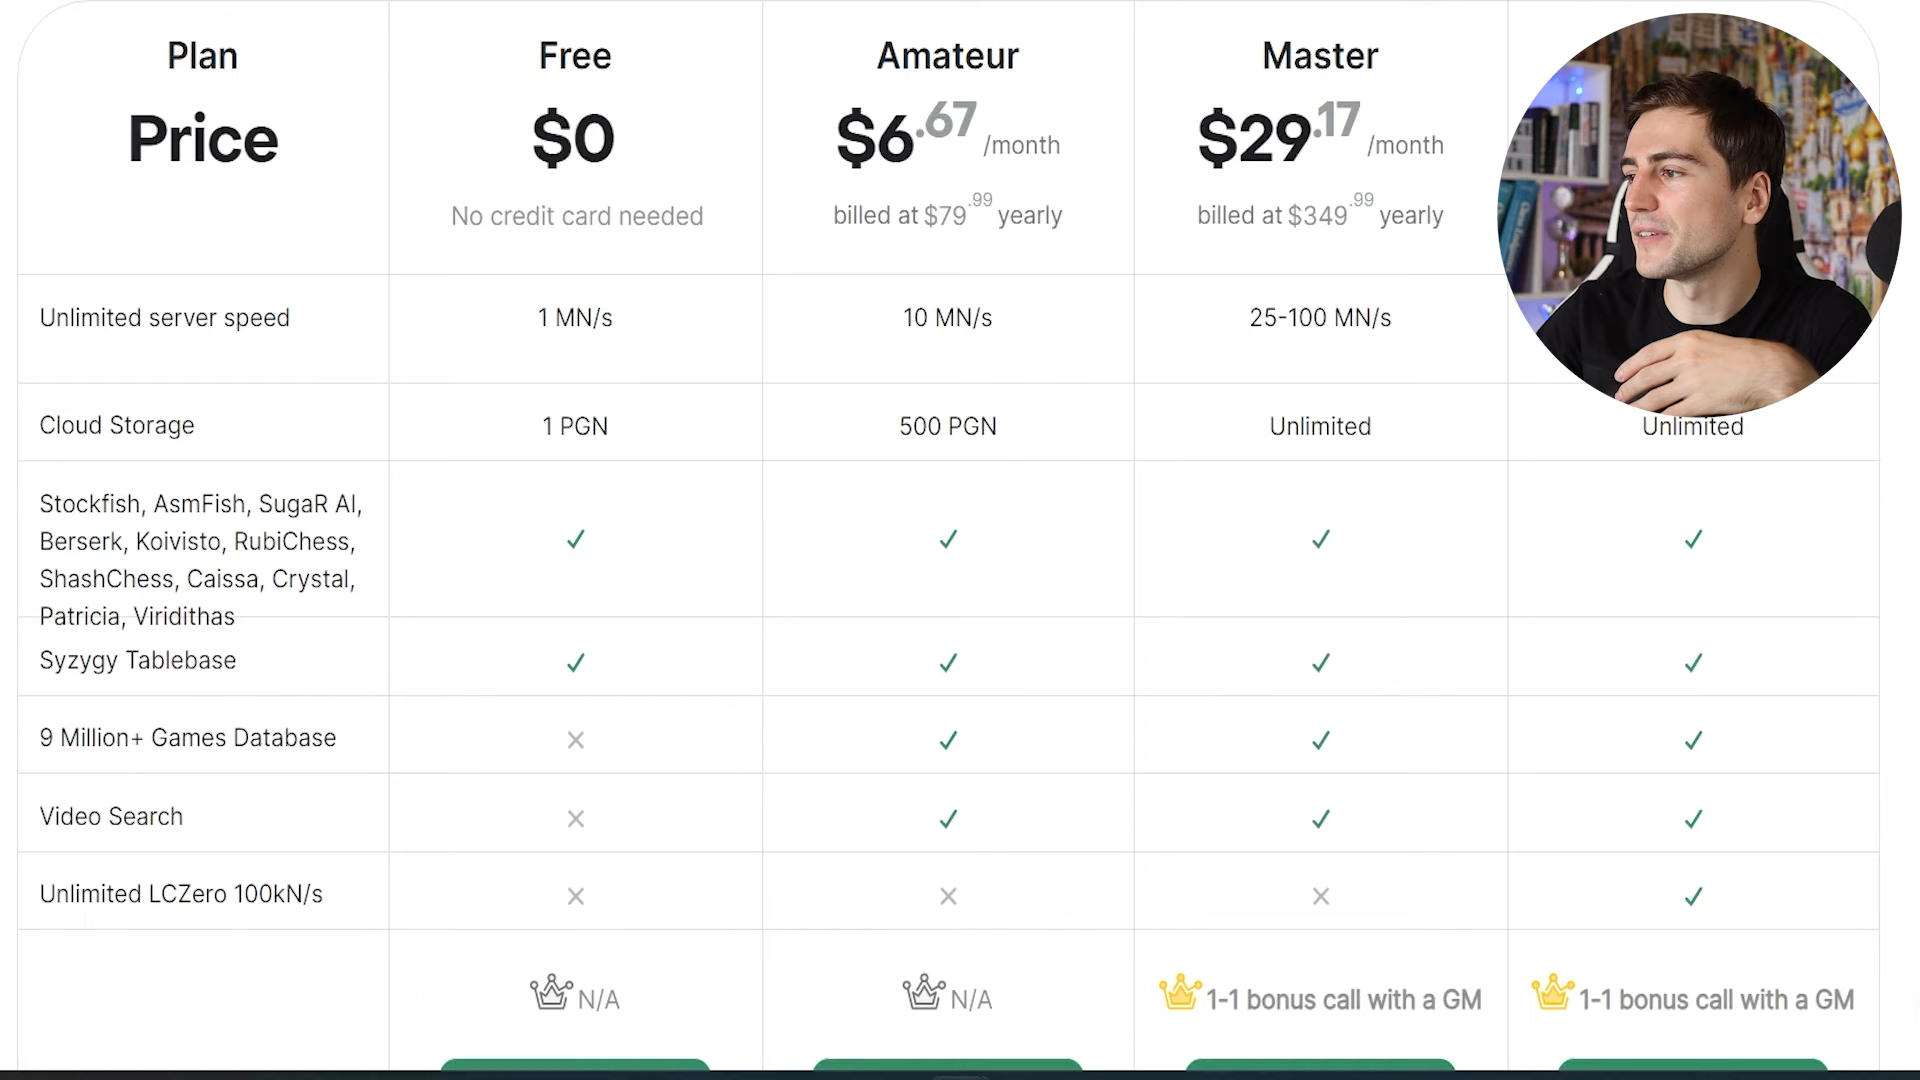 Plan Free Amateur Master
Price $0 $6.67 /month $29.17 /month
No credit card needed billed at $79.99 yearly billed at $349.99 yearly
Unlimited server speed 1 MN/s 10 MN/s 25-100 MN/s
Cloud Storage 1 PGN 500 PGN Unlimited Unlimited
Stockfish, AsmFish, SugaR AI,
Berserk, Koivisto, RubiChess,
ShashChess, Caissa, Crystal,
Patricia, Viridithas
Syzygy Tablebase
9 Million+ Games Database
Video Search
Unlimited LCZero 100kN/s
N/A N/A 1-1 bonus call with a GM 1-1 bonus call with a GM